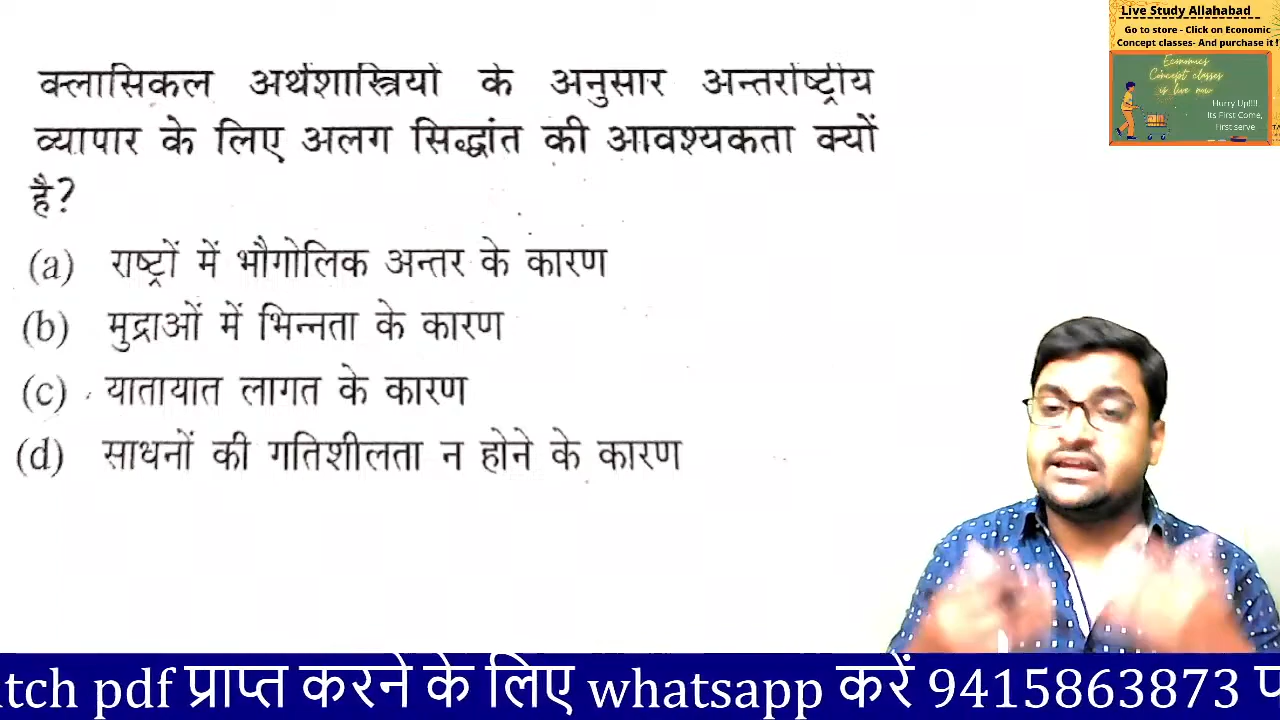 Live Study Allahabad
Go to store - Click on Economic
Concept classes- And purchase it !
Economics
Concept classes
is live now
Hurry Up!!!!
Its First Come,
First serve
क्लासिकल अर्थशास्त्रियों के अनुसार अन्तर्राष्ट्रीय
व्यापार के लिए अलग सिद्धांत की आवश्यकता क्यों
है?
(a) राष्ट्रों में भौगोलिक अन्तर के कारण
(b) मुद्राओं में भिन्नता के कारण
(c) यातायात लागत के कारण
(d) साधनों की गतिशीलता न होने के कारण
pdf प्राप्त करने के लिए whatsapp करें 9415863873